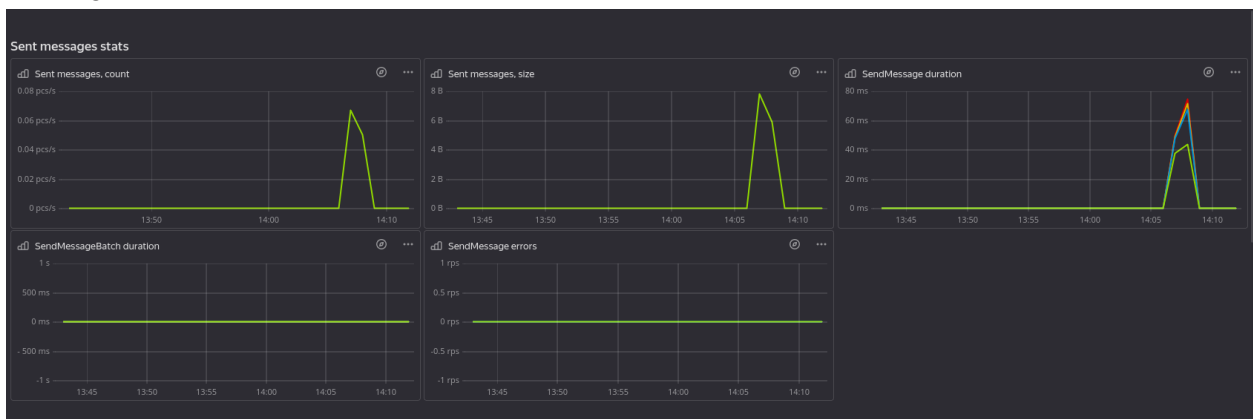 Sent messages stats
Sent messages, count
0.08 pcs/s
0.06 pcs/s
0.04 pcs/s
0.02 pcs/s
0 pcs/s
13:50 14:00 14:10
Sent messages, size
8 B
6 B
4 B
2 B
0 B
13:45 13:50 13:55 14:00 14:05 14:10
SendMessage duration
80 ms
60 ms
40 ms
20 ms
0 ms
13:45 13:50 13:55 14:00 14:05 14:10
SendMessageBatch duration
1 s
500 ms
0 ms
- 500 ms
-1 s
13:45 13:50 13:55 14:00 14:05 14:10
SendMessage errors
1 rps
0.5 rps
0 rps
-0.5 rps
-1 rps
13:45 13:50 13:55 14:00 14:05 14:10